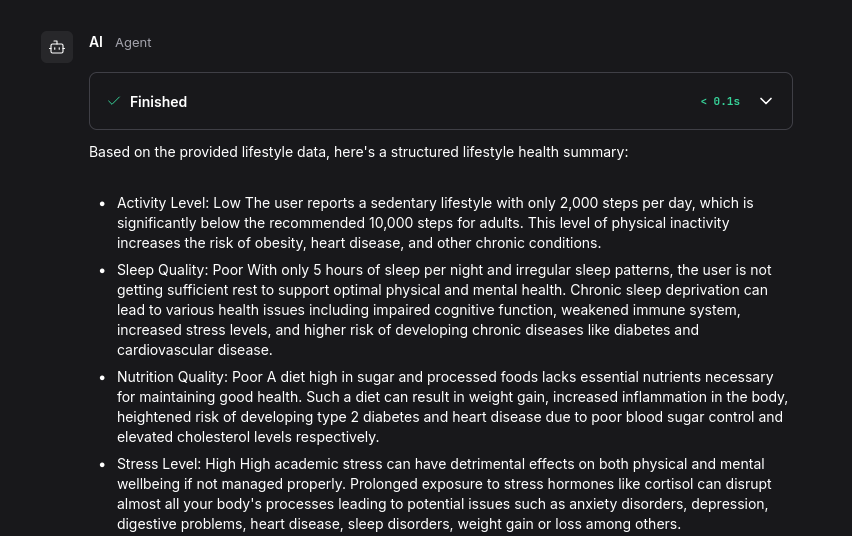 AI Agent
Finished < 0.1s
Based on the provided lifestyle data, here's a structured lifestyle health summary:
• Activity Level: Low The user reports a sedentary lifestyle with only 2,000 steps per day, which is
significantly below the recommended 10,000 steps for adults. This level of physical inactivity
increases the risk of obesity, heart disease, and other chronic conditions.
• Sleep Quality: Poor With only 5 hours of sleep per night and irregular sleep patterns, the user is not
getting sufficient rest to support optimal physical and mental health. Chronic sleep deprivation can
lead to various health issues including impaired cognitive function, weakened immune system,
increased stress levels, and higher risk of developing chronic diseases like diabetes and
cardiovascular disease.
• Nutrition Quality: Poor A diet high in sugar and processed foods lacks essential nutrients necessary
for maintaining good health. Such a diet can result in weight gain, increased inflammation in the body,
heightened risk of developing type 2 diabetes and heart disease due to poor blood sugar control and
elevated cholesterol levels respectively.
• Stress Level: High High academic stress can have detrimental effects on both physical and mental
wellbeing if not managed properly. Prolonged exposure to stress hormones like cortisol can disrupt
almost all your body's processes leading to potential issues such as anxiety disorders, depression,
digestive problems, heart disease, sleep disorders, weight gain or loss among others.